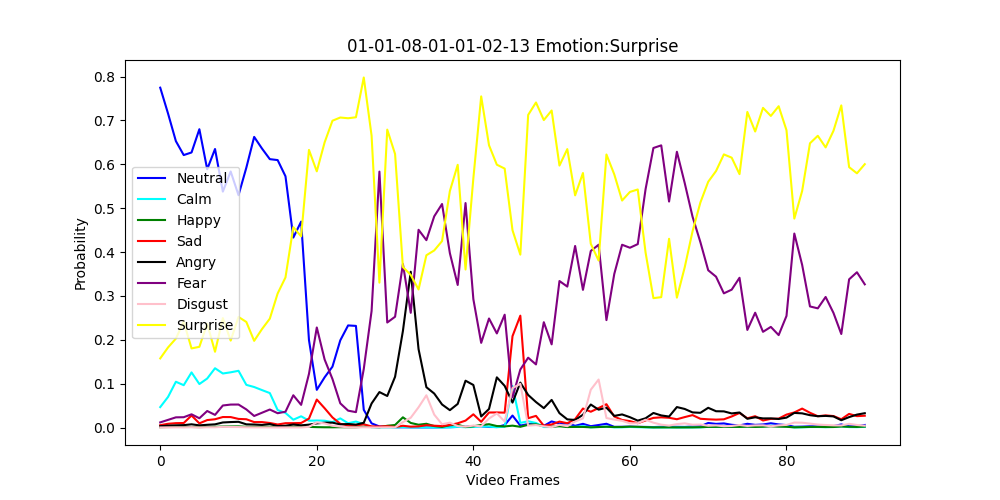 01-01-08-01-01-02-13 Emotion:Surprise
Probability
0.8
0.7
0.6
0.5
0.4
0.3
0.2
0.1
0.0
Neutral
Calm
Happy
Sad
Angry
Fear
Disgust
Surprise
0 20 40 60 80
Video Frames